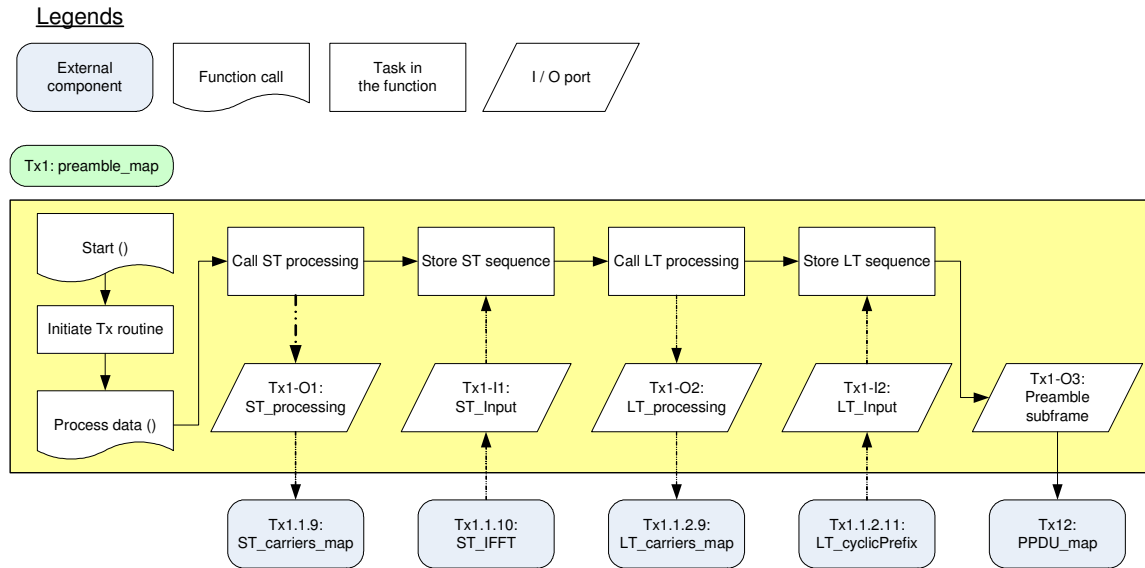 Legends
External
component
Function call
Task in
the function
I / O port
Tx1: preamble_map
Start ()
Initiate Tx routine
Process data ()
Call ST processing
Store ST sequence
Call LT processing
Store LT sequence
Tx1-O1:
ST_processing
Tx1-I1:
ST_Input
Tx1-O2:
LT_processing
Tx1-I2:
LT_Input
Tx1-O3:
Preamble
subframe
Tx1.1.9:
ST_carriers_map
Tx1.1.10:
ST_IFFT
Tx1.1.2.9:
LT_carriers_map
Tx1.1.2.11:
LT_cyclicPrefix
Tx12:
PPDU_map